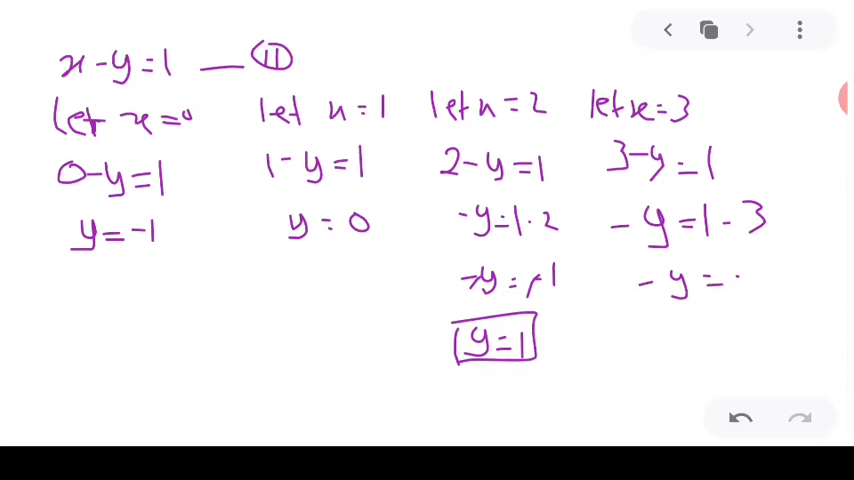 x - y = 1 — (11)
let x = 0 let x = 1 let x = 2 let x = 3
0 - y = 1 1 - y = 1 2 - y = 1 3 - y = 1
y = -1 y = 0 -y = 1 - 2 - y = 1 - 3
-y = -1 - y =
y = 1